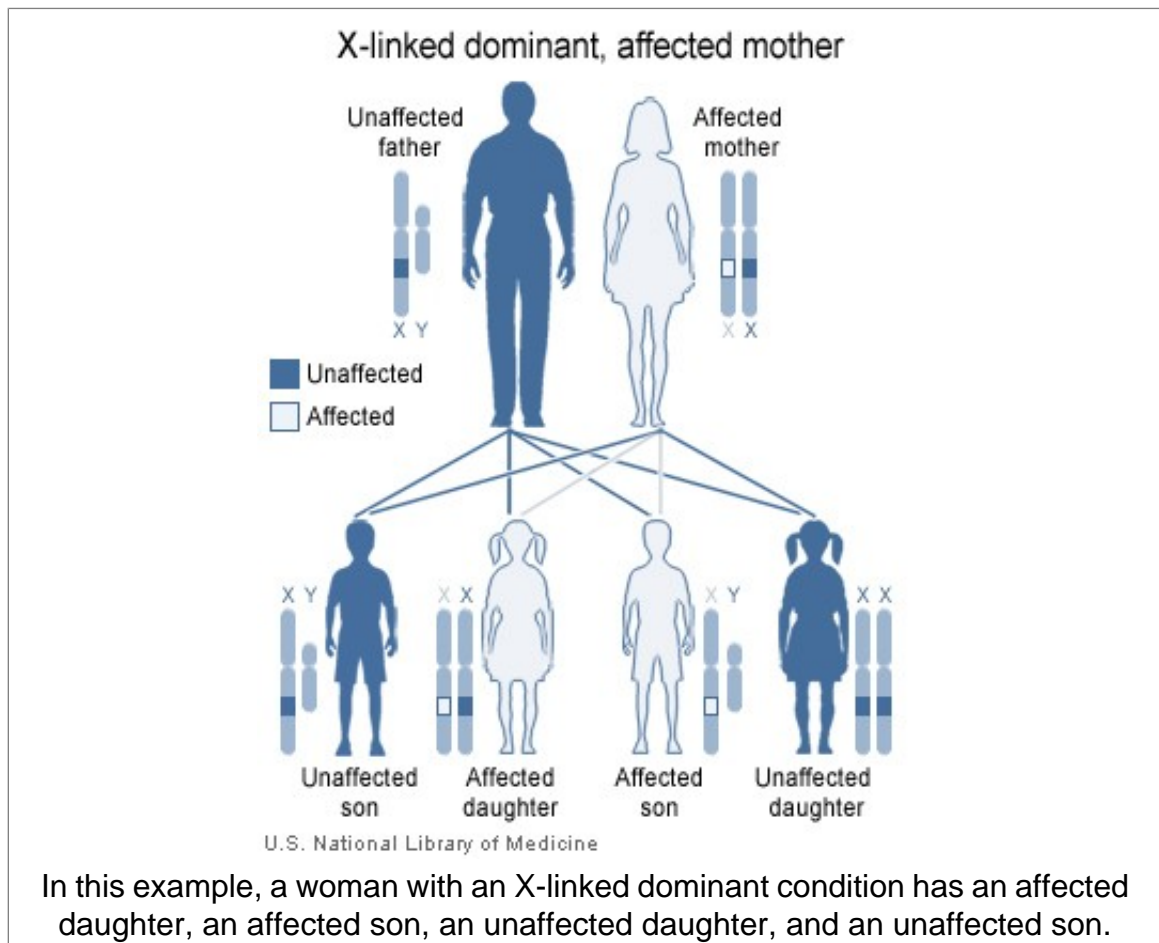 X-linked dominant, affected mother
Unaffected
father
Affected
mother
X Y
X X
Unaffected
Affected
X Y
X X
X Y
X X
Unaffected
son
Affected
daughter
Affected
son
Unaffected
daughter
U.S. National Library of Medicine
In this example, a woman with an X-linked dominant condition has an affected
daughter, an affected son, an unaffected daughter, and an unaffected son.